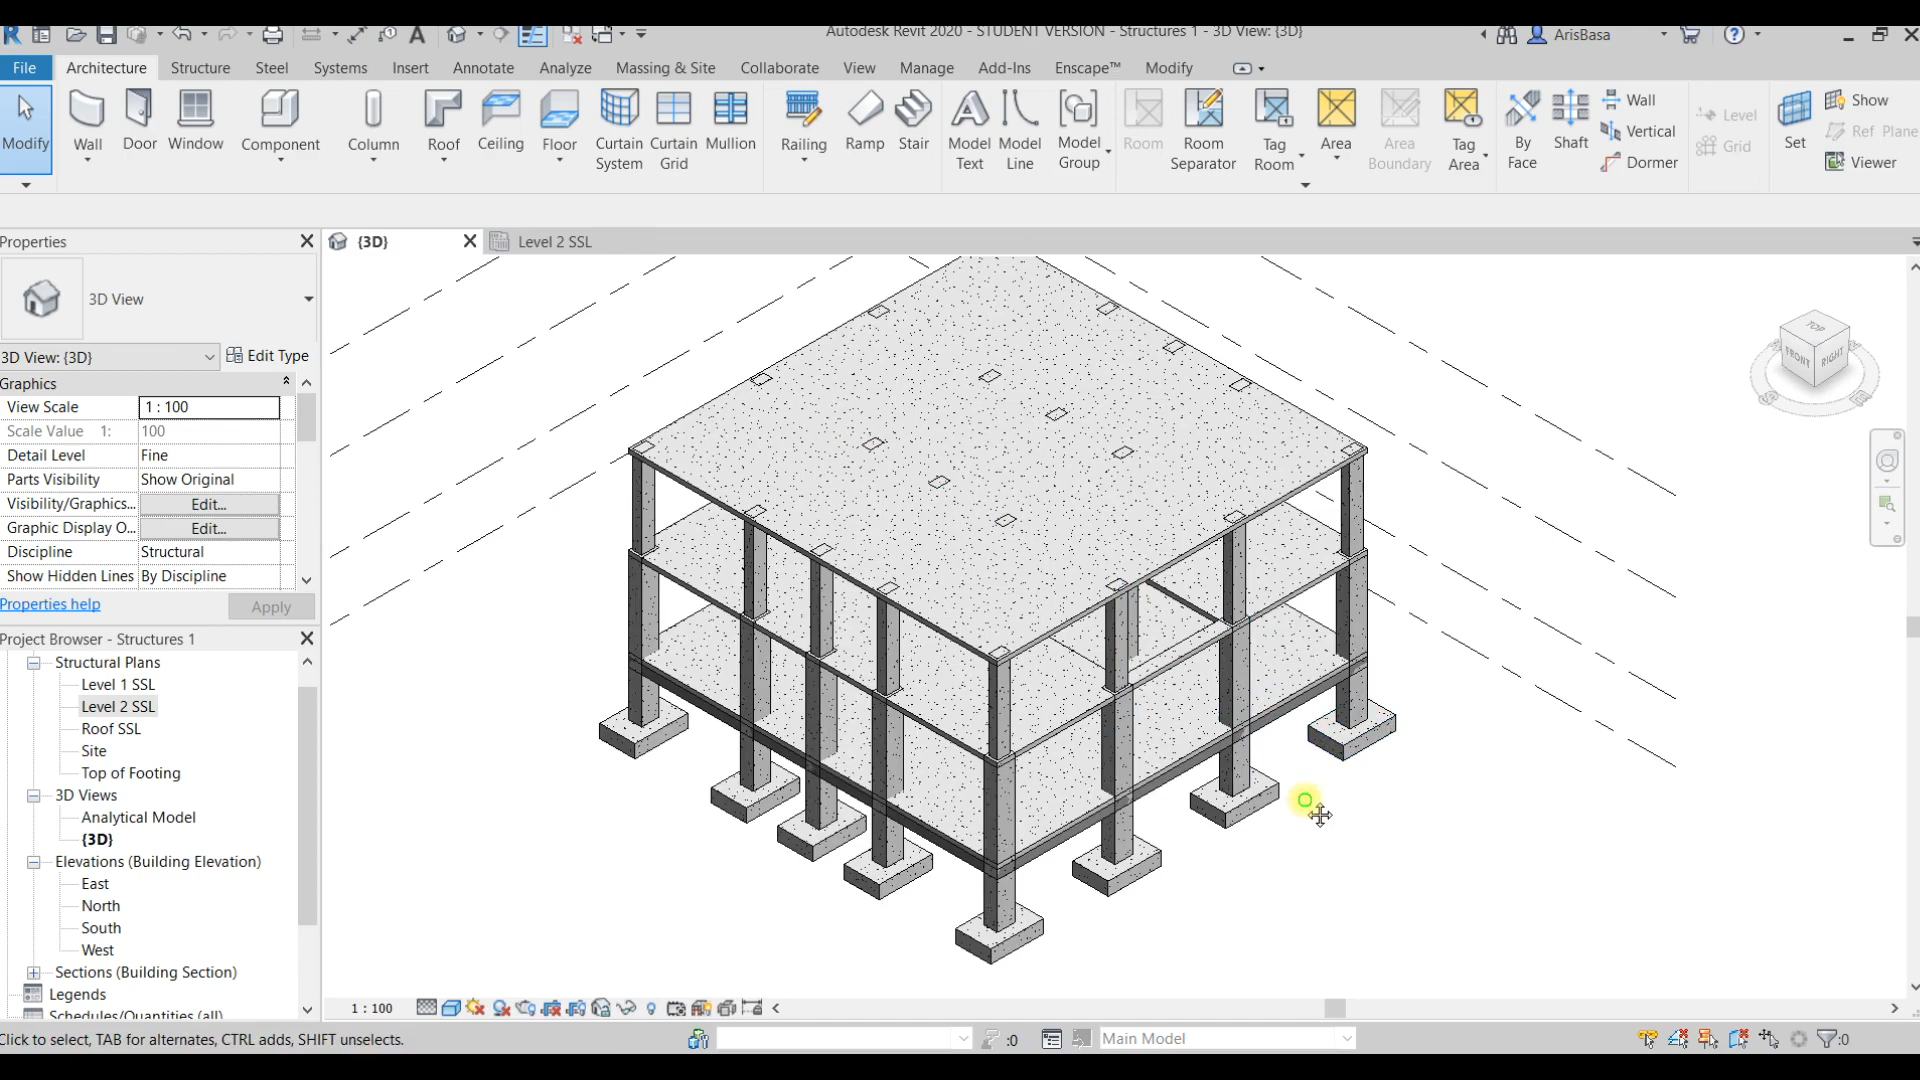 Autodesk Revit 2020 - STUDENT VERSION - Structures 1 - 3D View: {3D}
ArisBasa
File
Architecture
Structure
Steel
Systems
Insert
Annotate
Analyze
Massing & Site
Collaborate
View
Manage
Add-Ins
Enscape™
Modify
Modify
Wall
Door
Window
Component
Column
Roof
Ceiling
Floor
Curtain
System
Curtain
Grid
Mullion
Railing
Ramp
Stair
Model
Text
Model
Line
Model
Group
Room
Room
Separator
Tag
Room
Area
Area
Boundary
Tag
Area
By
Face
Shaft
Wall
Vertical
Dormer
Level
Grid
Set
Show
Ref Plane
Viewer
Properties
{3D}
Level 2 SSL
3D View
3D View: {3D}
Edit Type
Graphics
View Scale
1 : 100
Scale Value 1:
100
Detail Level
Fine
Parts Visibility
Show Original
Visibility/Graphics...
Edit...
Graphic Display O...
Edit...
Discipline
Structural
Show Hidden Lines
By Discipline
Properties help
Apply
Project Browser - Structures 1
Structural Plans
Level 1 SSL
Level 2 SSL
Roof SSL
Site
Top of Footing
3D Views
Analytical Model
{3D}
Elevations (Building Elevation)
East
North
South
West
Sections (Building Section)
Legends
Schedules/Quantities (all)
TOP
FRONT
RIGHT
1 : 100
Click to select, TAB for alternates, CTRL adds, SHIFT unselects.
:0
Main Model
:0